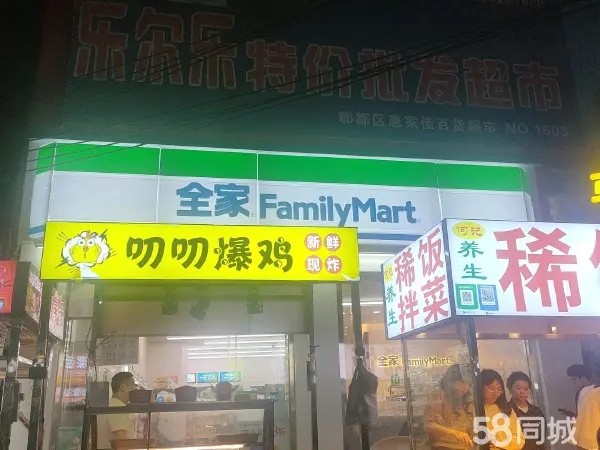 乐尔乐 特价批发超市
郫都区惠家佳百货超市 NO 1503
全家 FamilyMart
叨叨爆鸡 新鲜 现炸
何记 养生 稀饭 拌菜
养生 稀
全家 FamilyMart
58同城